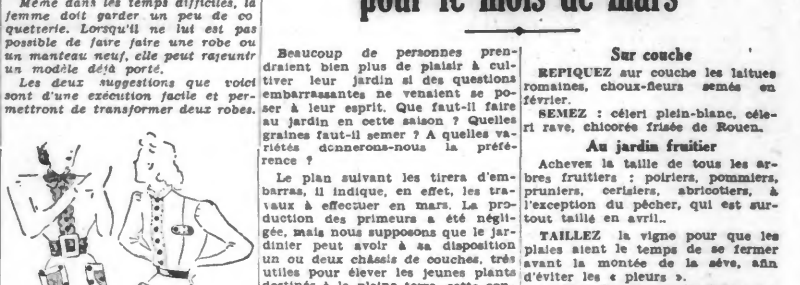 Même dans les temps difficiles, la
femme doit garder un peu de co
quetterie. Lorsqu'il ne lui est pas
possible de faire faire une robe ou
un manteau neuf, elle peut rajeunir
un modèle déjà porté.
Les deux suggestions que voici
sont d'une exécution facile et per-
mettront de transformer deux robes.
pour le mois de mars
Beaucoup de personnes pren-
draient bien plus de plaisir à cul-
tiver leur jardin si des questions
embarrassantes ne venaient se po-
ser à leur esprit. Que faut-il faire
au jardin en cette saison ? Quelles
graines faut-il semer ? A quelles va-
riétés donnerons-nous la préfé-
rence ?
Le plan suivant les tirera d'em-
barras, il indique, en effet, les tra-
vaux à effectuer en mars. La pro-
duction des primeurs a été négli-
gée, mais nous supposons que le jar-
dinier peut avoir à sa disposition
un ou deux châssis de couches, très
utiles pour élever les jeunes plants
destinés à la pleine terre, cette con-
Sur couche
REPIQUEZ sur couche les laitues
romaines, choux-fleurs semés en
février.
SEMEZ : céleri plein-blanc, céle-
ri rave, chicorée frisée de Rouen.
Au jardin fruitier
Achevez la taille de tous les ar-
bres fruitiers : poiriers, pommiers,
pruniers, cerisiers, abricotiers, à
l'exception du pêcher, qui est sur-
tout taillé en avril..
TAILLEZ la vigne pour que les
plaies aient le temps de se fermer
avant la montée de la séve, afin
d'éviter les « pleurs ».